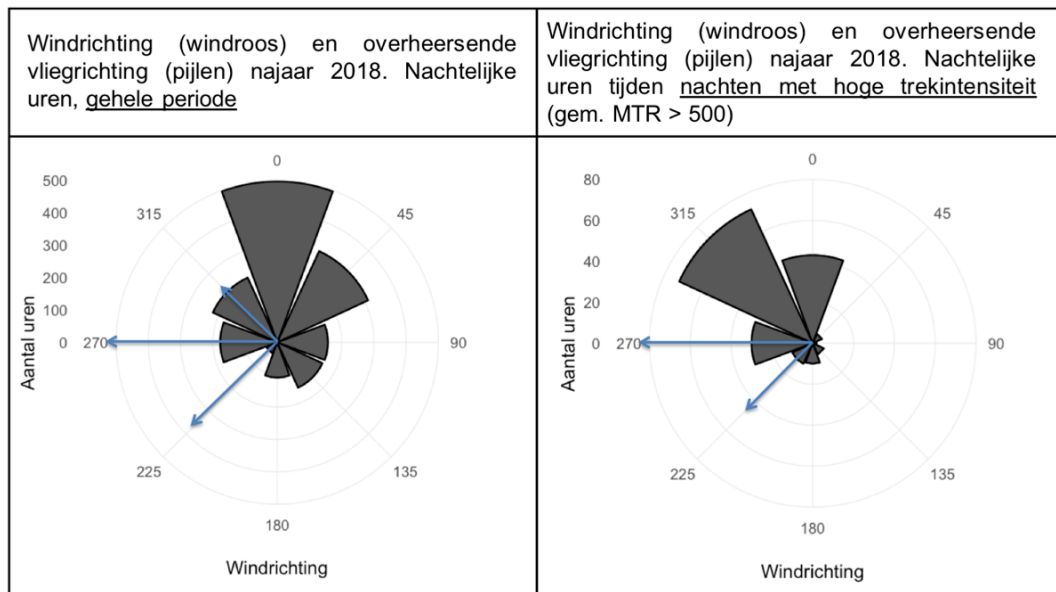 Windrichting (windroos) en overheersende
vliegrichting (pijlen) najaar 2018. Nachtelijke
uren, gehele periode
Windrichting (windroos) en overheersende
vliegrichting (pijlen) najaar 2018. Nachtelijke
uren tijden nachten met hoge trekintensiteit
(gem. MTR > 500)
0
500
400
300
200
100
0
315
45
270
90
225
135
180
Aantal uren
Windrichting
0
80
60
40
20
0
315
45
270
90
225
135
180
Aantal uren
Windrichting